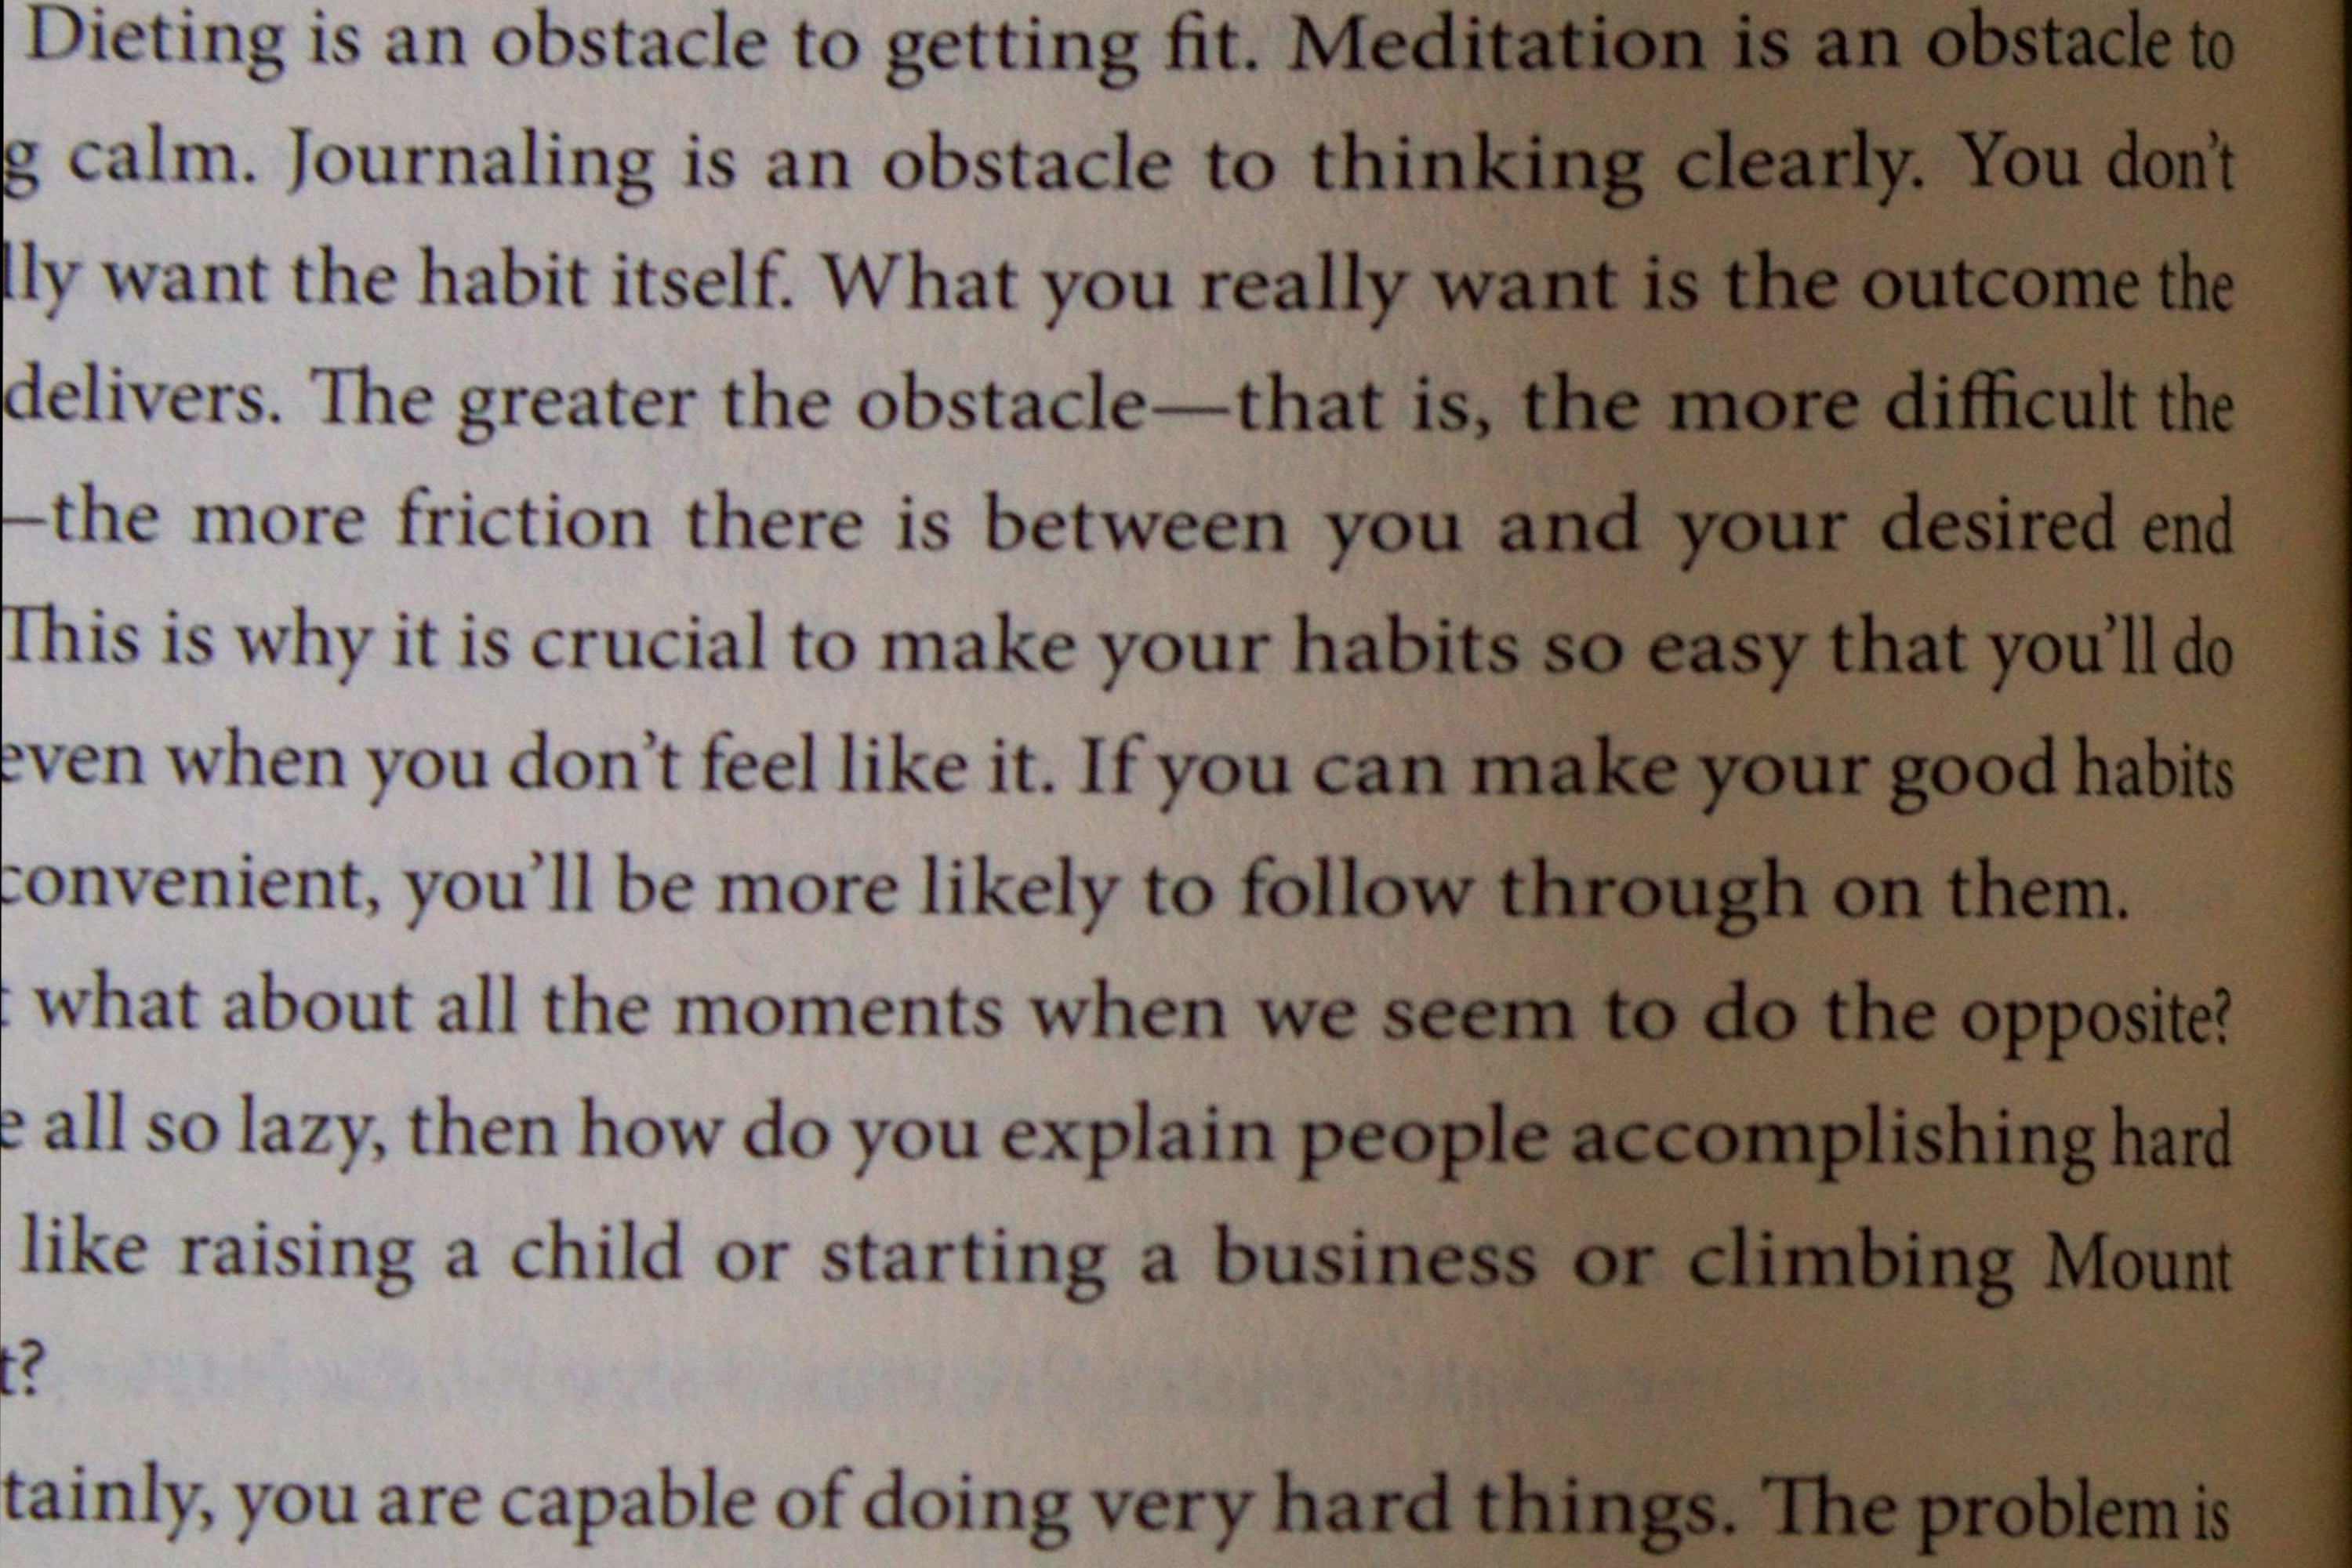 Dieting is an obstacle to getting fit. Meditation is an obstacle to
g calm. Journaling is an obstacle to thinking clearly. You don't
lly want the habit itself. What you really want is the outcome the
delivers. The greater the obstacle—that is, the more difficult the
—the more friction there is between you and your desired end
This is why it is crucial to make your habits so easy that you'll do
even when you don't feel like it. If you can make your good habits
convenient, you'll be more likely to follow through on them.
what about all the moments when we seem to do the opposite?
e all so lazy, then how do you explain people accomplishing hard
like raising a child or starting a business or climbing Mount
t?
tainly, you are capable of doing very hard things. The problem is